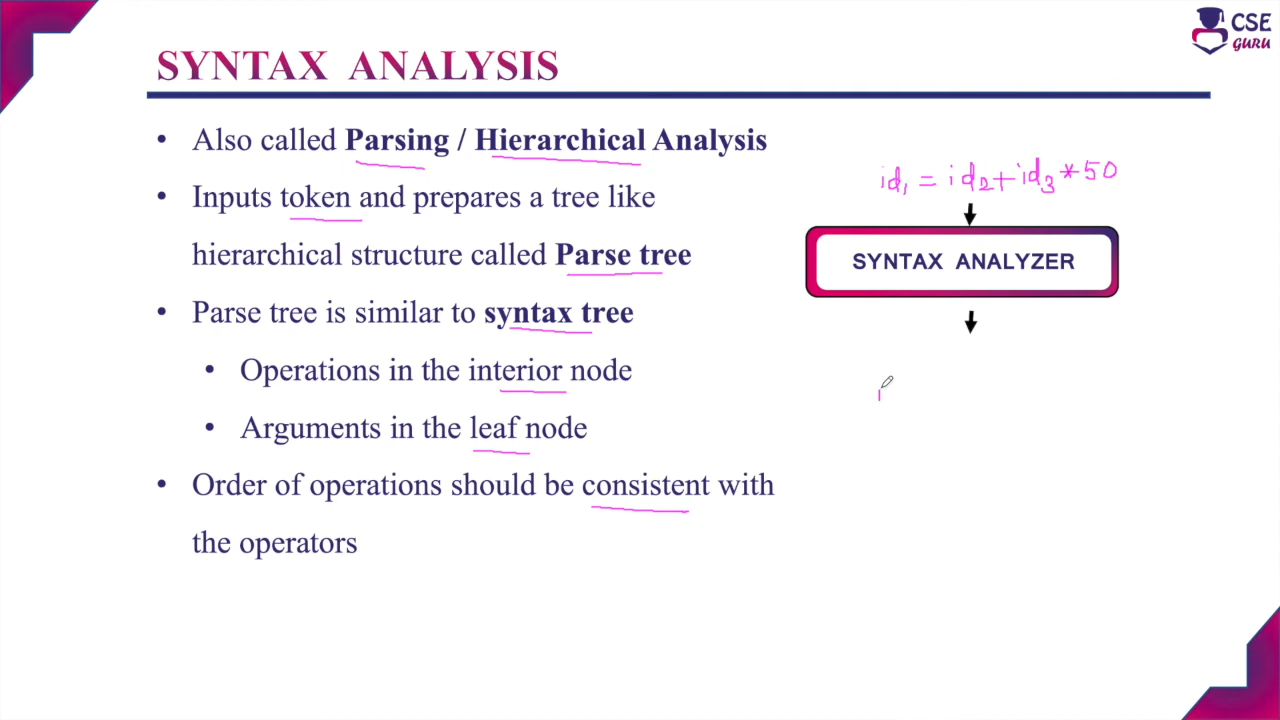 CSE
GURU
SYNTAX ANALYSIS
• Also called Parsing / Hierarchical Analysis
• Inputs token and prepares a tree like
hierarchical structure called Parse tree
• Parse tree is similar to syntax tree
• Operations in the interior node
• Arguments in the leaf node
• Order of operations should be consistent with
the operators
id₁ = id₂+id₃*50
SYNTAX ANALYZER